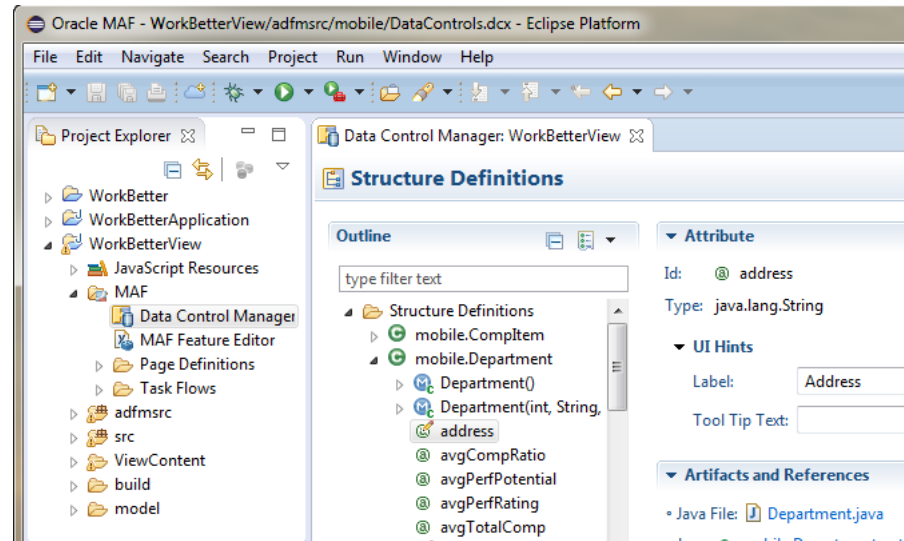 Oracle MAF - WorkBetterView/adfmsrc/mobile/DataControls.dcx - Eclipse Platform
File Edit Navigate Search Project Run Window Help
Project Explorer
WorkBetter
WorkBetterApplication
WorkBetterView
JavaScript Resources
MAF
Data Control Manager
MAF Feature Editor
Page Definitions
Task Flows
adfmsrc
src
ViewContent
build
model
Data Control Manager: WorkBetterView
Structure Definitions
Outline
type filter text
Structure Definitions
mobile.CompItem
mobile.Department
Department()
Department(int, String,
address
avgCompRatio
avgPerfPotential
avgPerfRating
avgTotalComp
Attribute
Id: address
Type: java.lang.String
UI Hints
Label: Address
Tool Tip Text:
Artifacts and References
Java File: Department.java